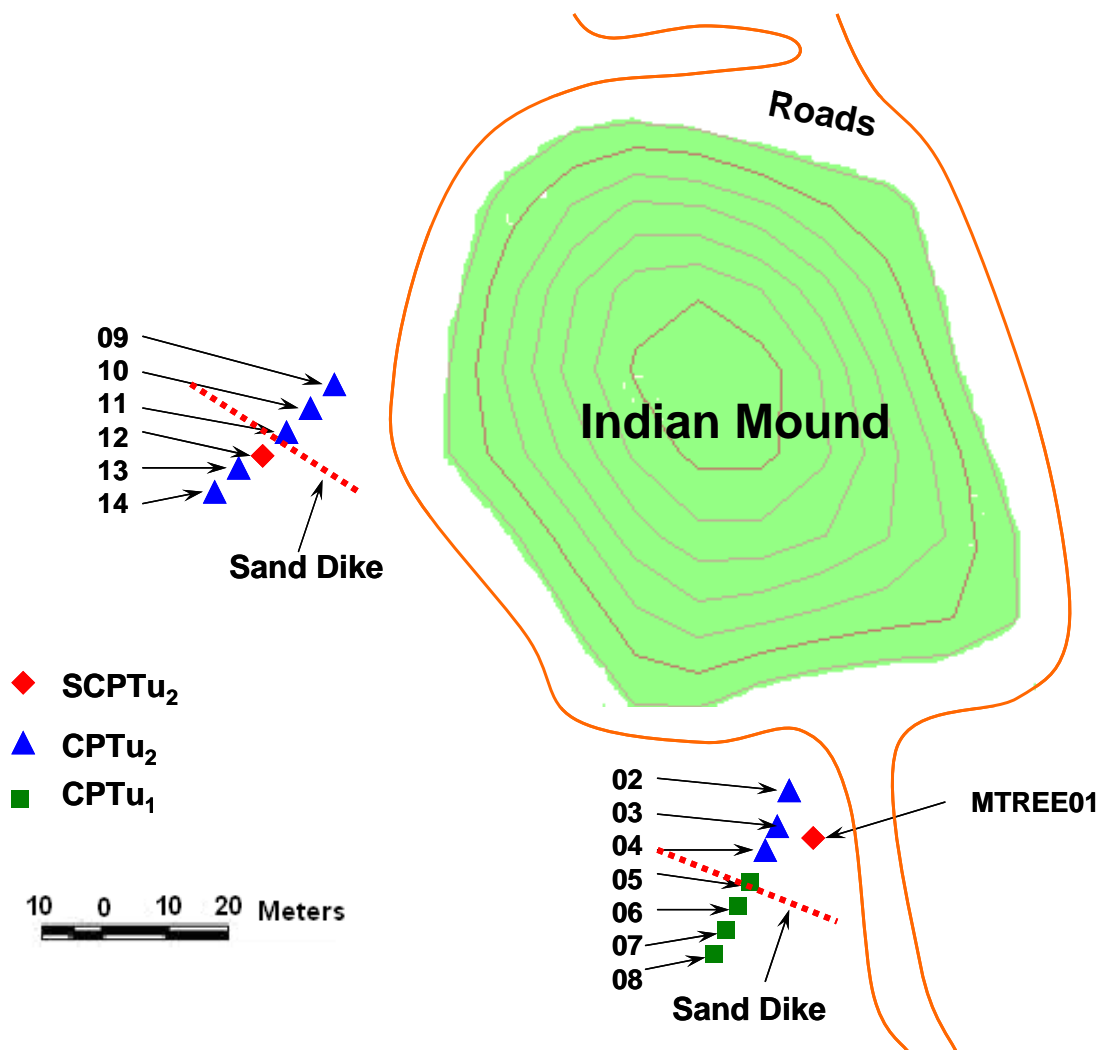 Roads
Indian Mound
09
10
11
12
13
14
Sand Dike
SCPTu₂
CPTu₂
CPTu₁
10 0 10 20 Meters
02
03
04
05
06
07
08
MTREE01
Sand Dike